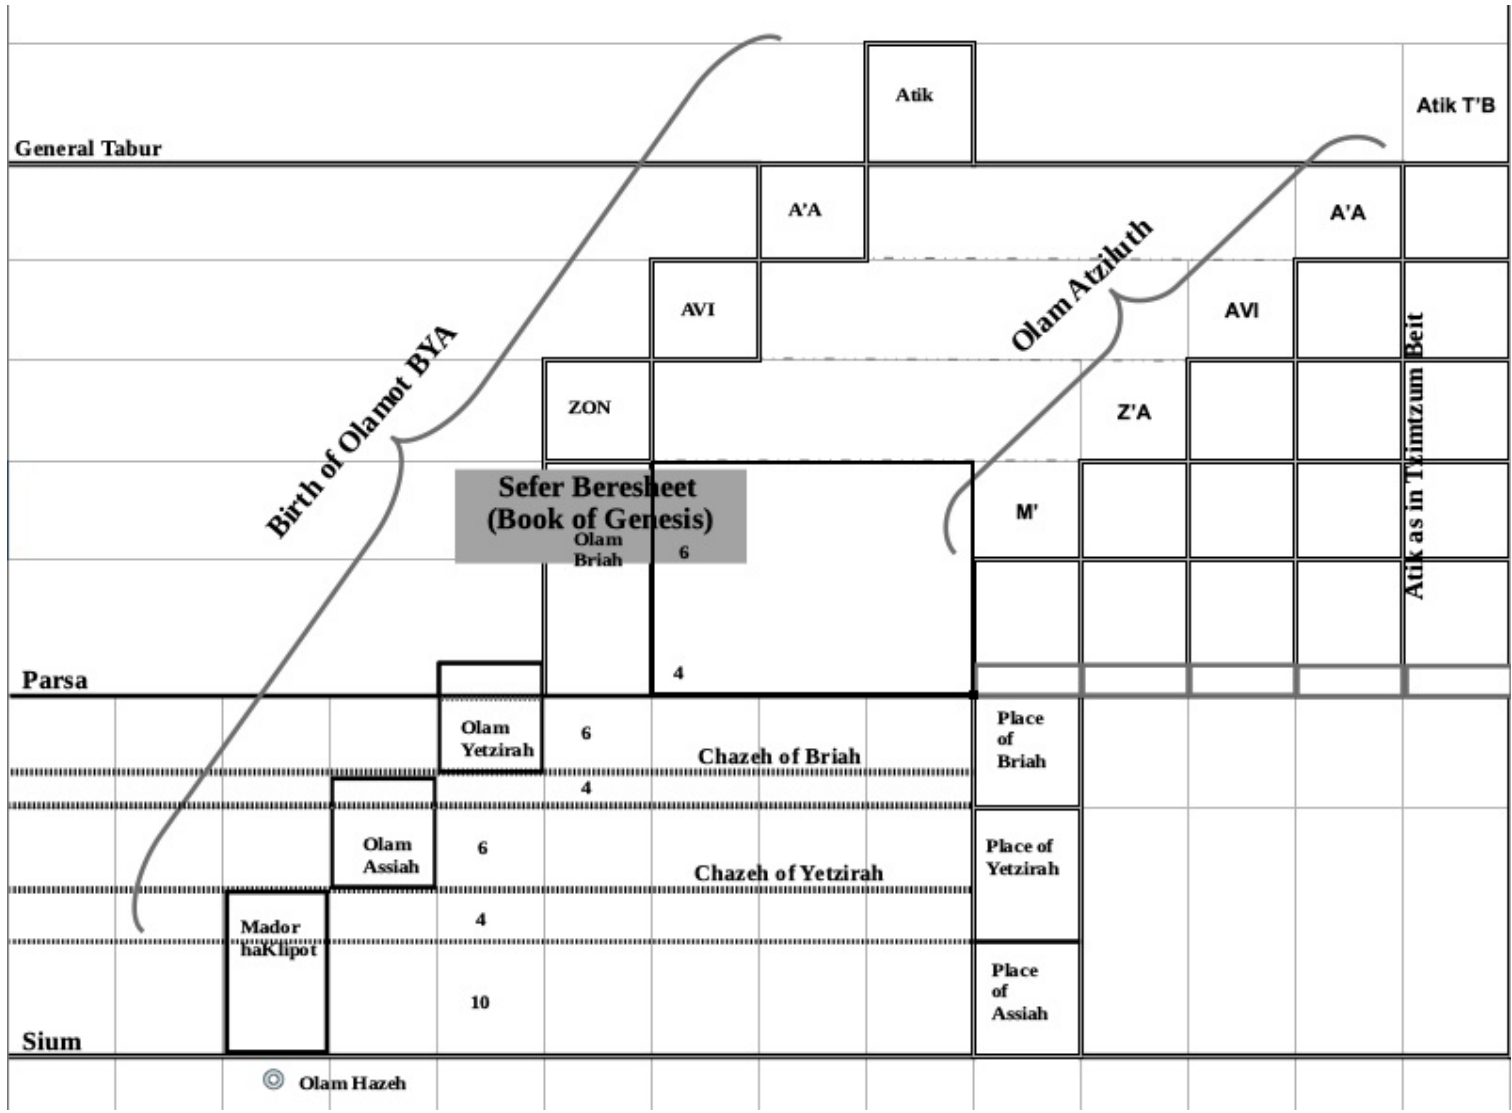 Atik
Atik T'B
General Tabur
A'A
A'A
Olam Atziluth
AVI
AVI
Birth of Olamot BYA
ZON
Z'A
Atik as in Tzimtzum Beit
Sefer Beresheet
(Book of Genesis)
Olam
Briah
6
M'
4
Parsa
Olam
Yetzirah
6
Chazeh of Briah
Place
of
Briah
4
Olam
Assiah
6
Chazeh of Yetzirah
Place of
Yetzirah
Mador
haKlipot
4
10
Place
of
Assiah
Sium
Olam Hazeh